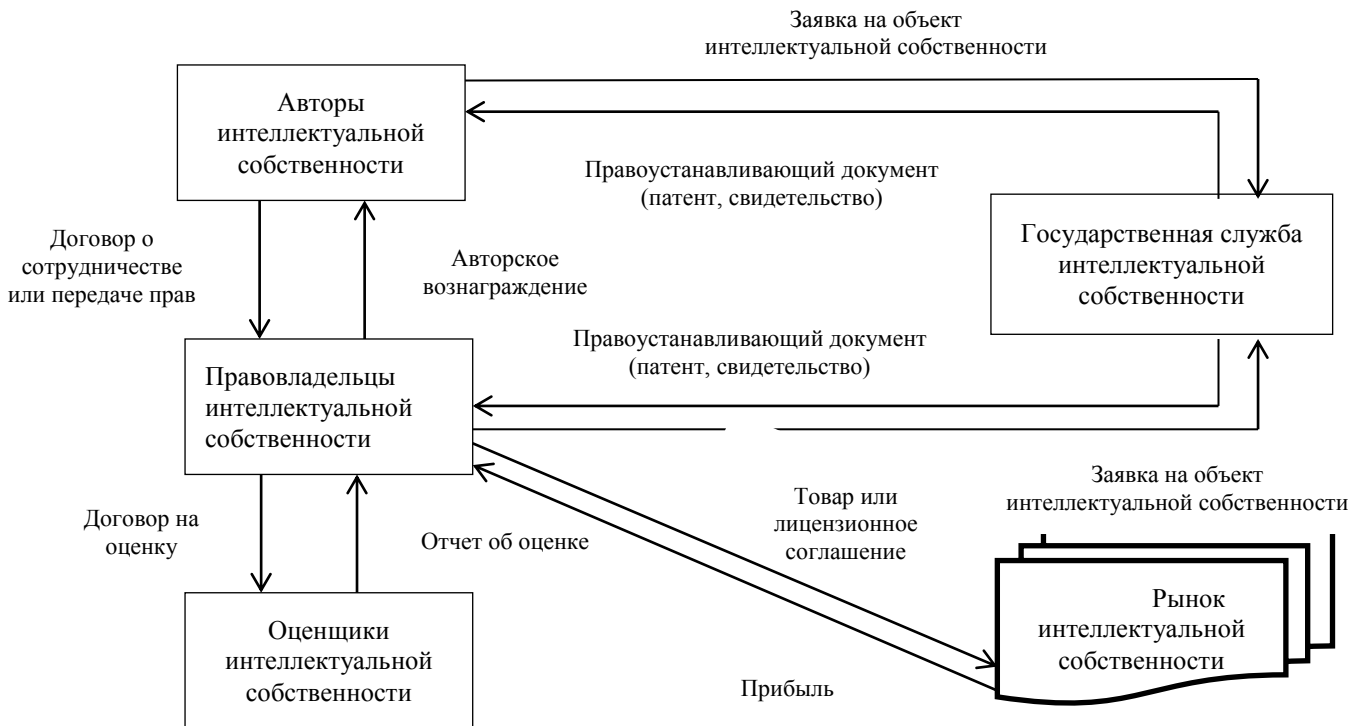 Заявка на объект
интеллектуальной собственности
Авторы
интеллектуальной
собственности
Правоустанавливающий документ
(патент, свидетельство)
Государственная служба
интеллектуальной
собственности
Договор о
сотрудничестве
или передаче прав
Авторское
вознаграждение
Правоустанавливающий документ
(патент, свидетельство)
Правовладельцы
интеллектуальной
собственности
Заявка на объект
интеллектуальной собственности
Товар или
лицензионное
соглашение
Договор на
оценку
Отчет об оценке
Рынок
интеллектуальной
собственности
Оценщики
интеллектуальной
собственности
Прибыль